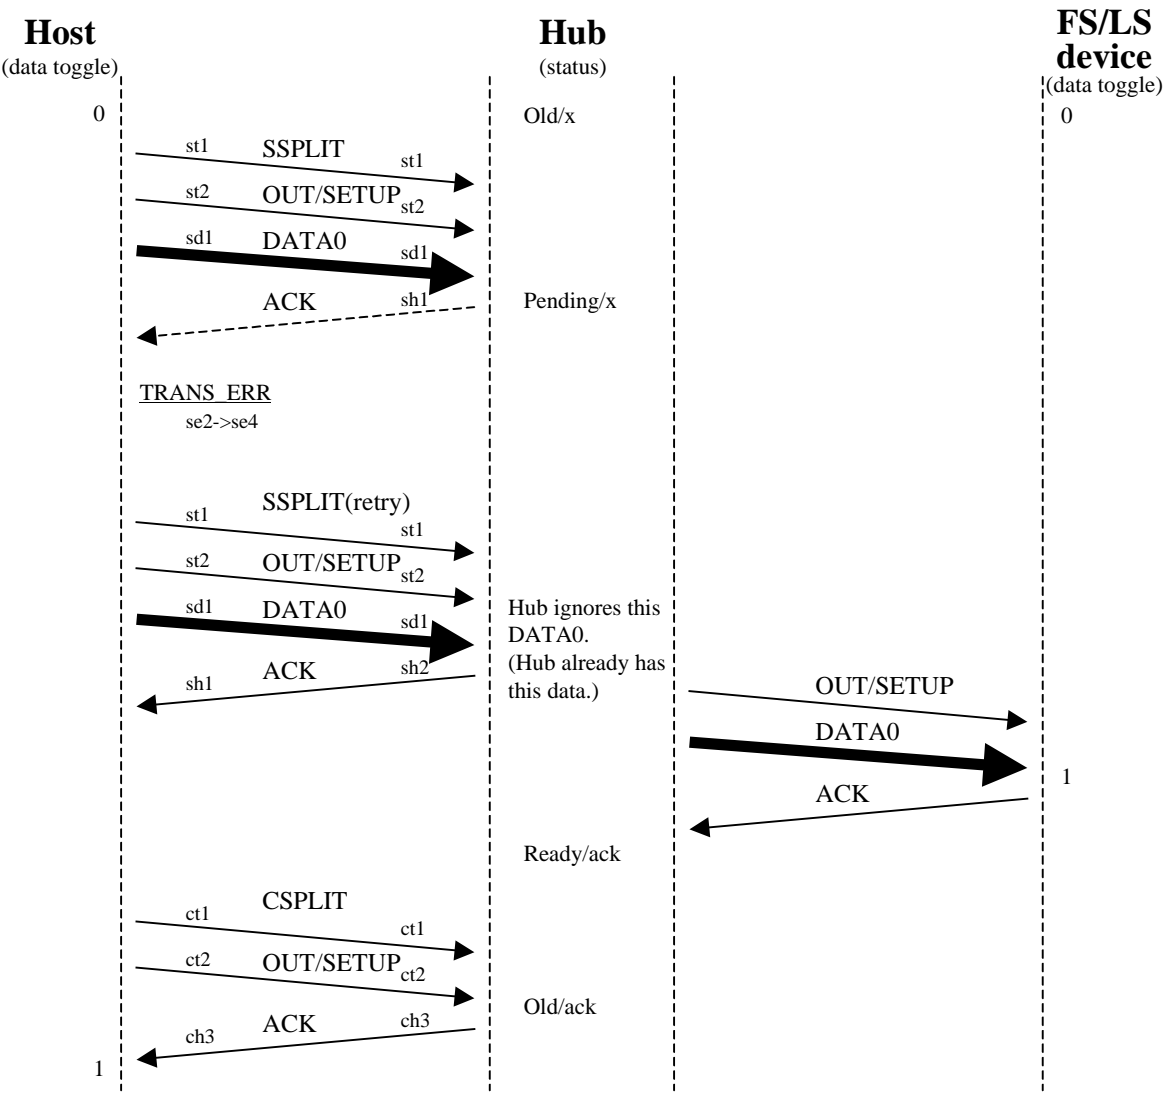 Host
(data toggle)
Hub
(status)
FS/LS
device
(data toggle)
0
Old/x
0
st1 SSPLIT st1
st2 OUT/SETUP st2
sd1 DATA0 sd1
ACK sh1
Pending/x
TRANS_ERR
se2->se4
SSPLIT(retry)
st1 st1
st2 OUT/SETUP st2
sd1 DATA0 sd1
Hub ignores this
DATA0.
(Hub already has
this data.)
sh1 ACK sh2
OUT/SETUP
DATA0
1
ACK
Ready/ack
CSPLIT
ct1 ct1
ct2 OUT/SETUP ct2
Old/ack
ch3 ACK ch3
1